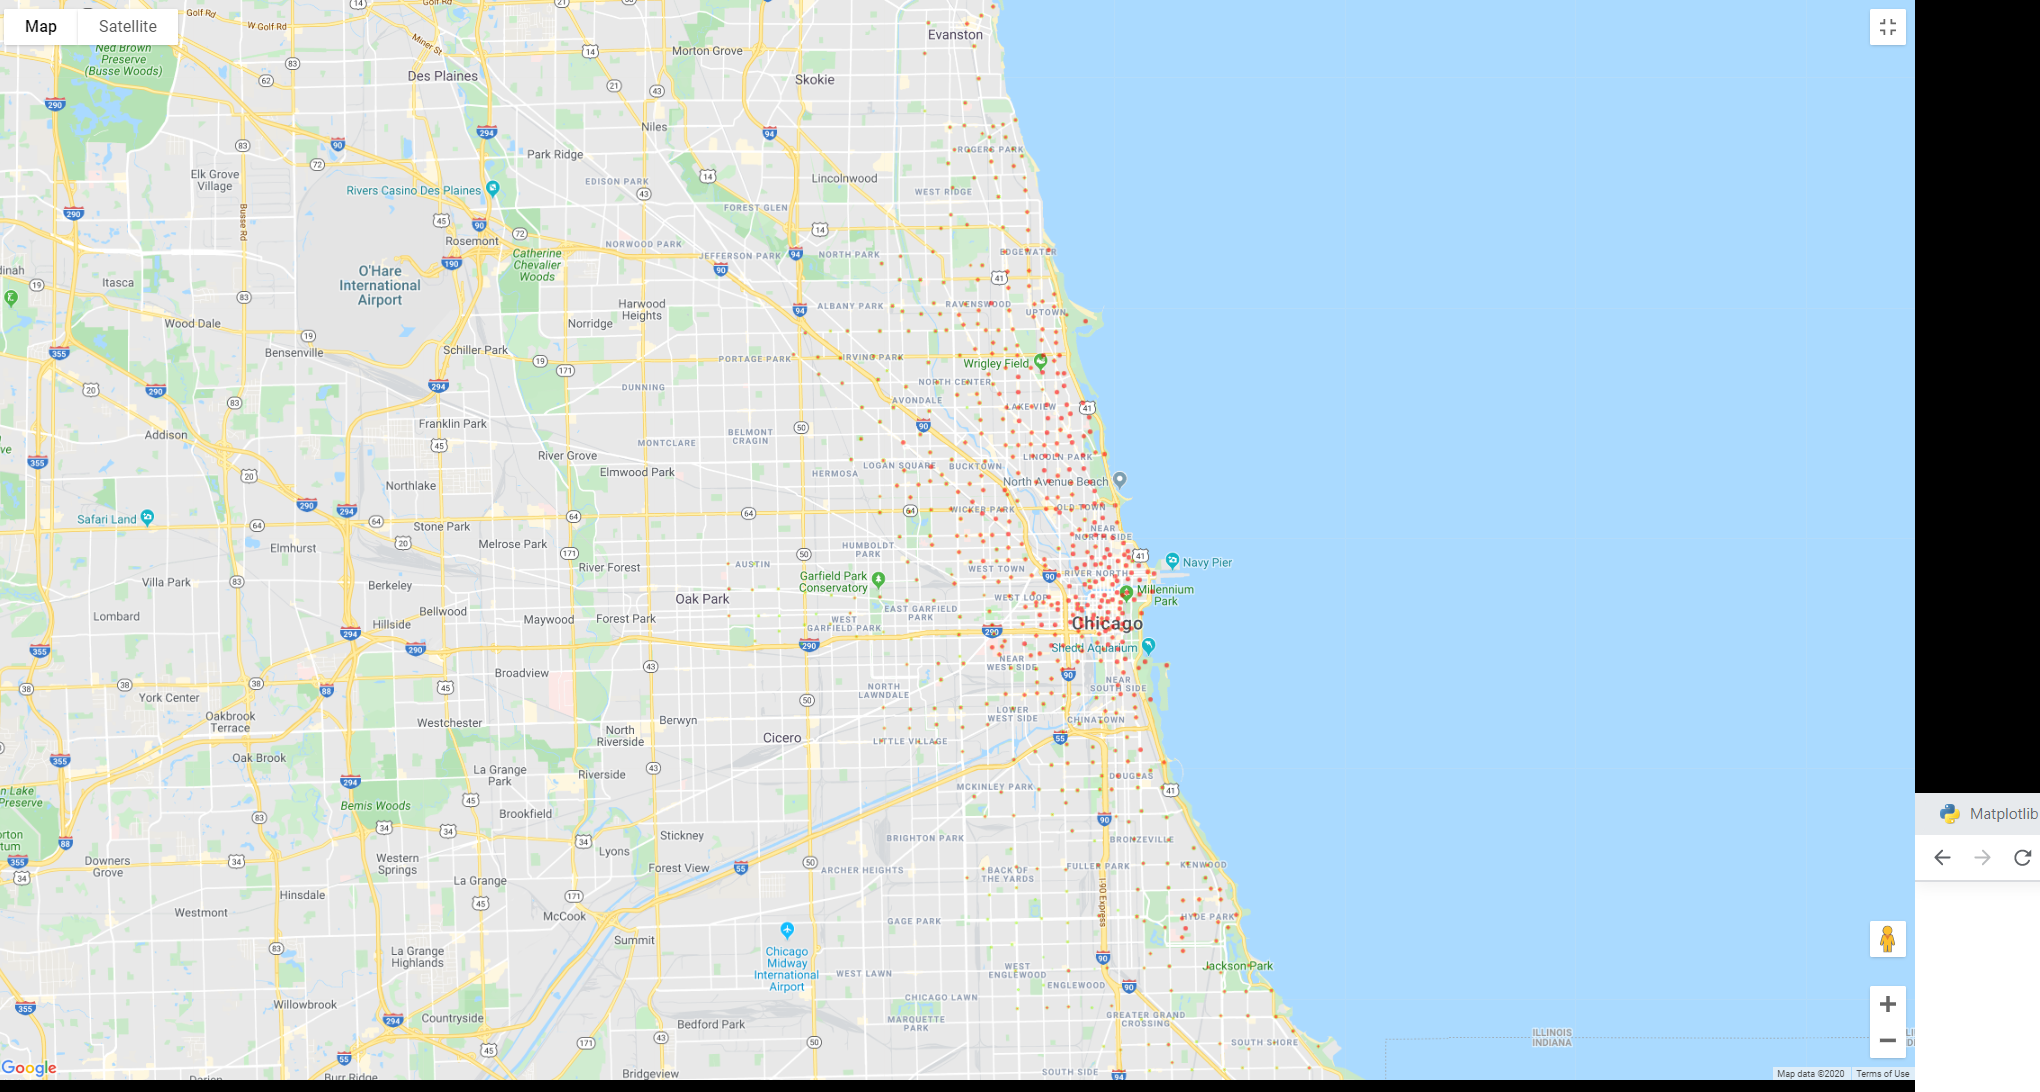 Map
Satellite
Golf Rd
W Golf Rd
Golf Rd
Miner St
Ned Brown
Preserve
(Busse Woods)
Des Plaines
Morton Grove
Skokie
Evanston
Niles
Park Ridge
ROGERS PARK
Elk Grove
Village
Rivers Casino Des Plaines
EDISON PARK
Lincolnwood
WEST RIDGE
FOREST GLEN
Busse Rd
Rosemont
NORWOOD PARK
JEFFERSON PARK
NORTH PARK
EDGEWATER
Catherine
Chevalier
Woods
O'Hare
International
Airport
Itasca
Harwood
Heights
ALBANY PARK
RAVENSWOOD
UPTOWN
Wood Dale
Norridge
Bensenville
Schiller Park
PORTAGE PARK
IRVING PARK
Wrigley Field
DUNNING
NORTH CENTER
AVONDALE
LAKE VIEW
Addison
Franklin Park
MONTCLARE
BELMONT
CRAGIN
River Grove
Elmwood Park
HERMOSA
LOGAN SQUARE
BUCKTOWN
LINCOLN PARK
North Avenue Beach
Northlake
WICKER PARK
OLD TOWN
Safari Land
Stone Park
NEAR
NORTH SIDE
Elmhurst
Melrose Park
HUMBOLDT
PARK
Navy Pier
River Forest
AUSTIN
WEST TOWN
RIVER NORTH
Villa Park
Berkeley
Garfield Park
Conservatory
Millennium
Park
Oak Park
WEST LOOP
Lombard
Bellwood
EAST GARFIELD
PARK
Hillside
Maywood
Forest Park
WEST
GARFIELD PARK
Chicago
Shedd Aquarium
Broadview
NEAR
WEST SIDE
York Center
NORTH
LAWNDALE
NEAR
SOUTH SIDE
Oakbrook
Terrace
Westchester
North
Riverside
Berwyn
LOWER
WEST SIDE
CHINATOWN
Cicero
LITTLE VILLAGE
Oak Brook
La Grange
Park
Riverside
DOUGLAS
Bemis Woods
Brookfield
MCKINLEY PARK
Stickney
BRIGHTON PARK
BRONZEVILLE
Downers
Grove
Western
Springs
Lyons
Forest View
ARCHER HEIGHTS
BACK OF
THE YARDS
FULLER PARK
KENWOOD
Hinsdale
La Grange
I-90 Express
Westmont
McCook
GAGE PARK
HYDE PARK
Summit
Chicago
Midway
International
Airport
La Grange
Highlands
WEST LAWN
WEST
ENGLEWOOD
ENGLEWOOD
Jackson Park
CHICAGO LAWN
Willowbrook
Countryside
Bedford Park
MARQUETTE
PARK
GREATER GRAND
CROSSING
SOUTH SHORE
ILLINOIS
INDIANA
Google
Burr Ridge
Bridgeview
SOUTH SIDE
Map data ©2020
Terms of Use
Matplotlib